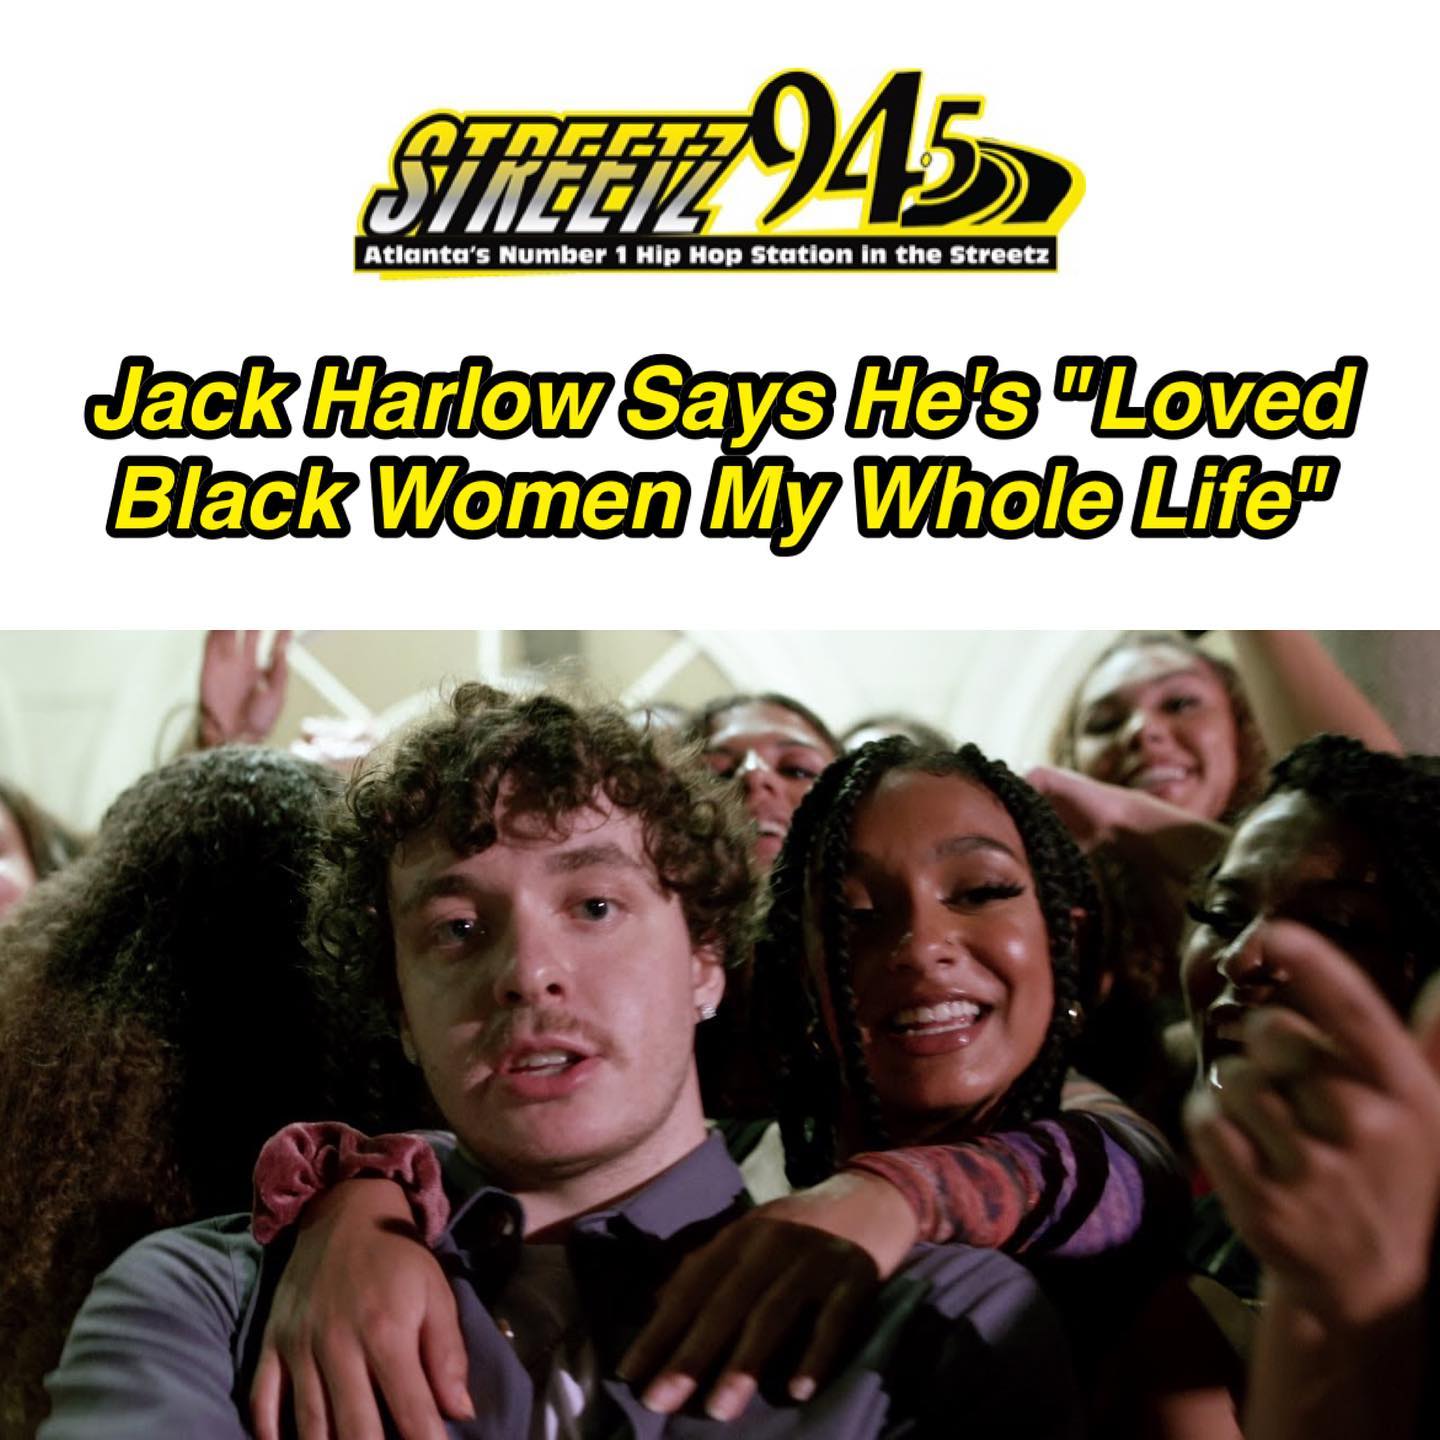 STREETZ 94.5
Atlanta's Number 1 Hip Hop Station in the Streetz
Jack Harlow Says He's "Loved
Black Women My Whole Life"